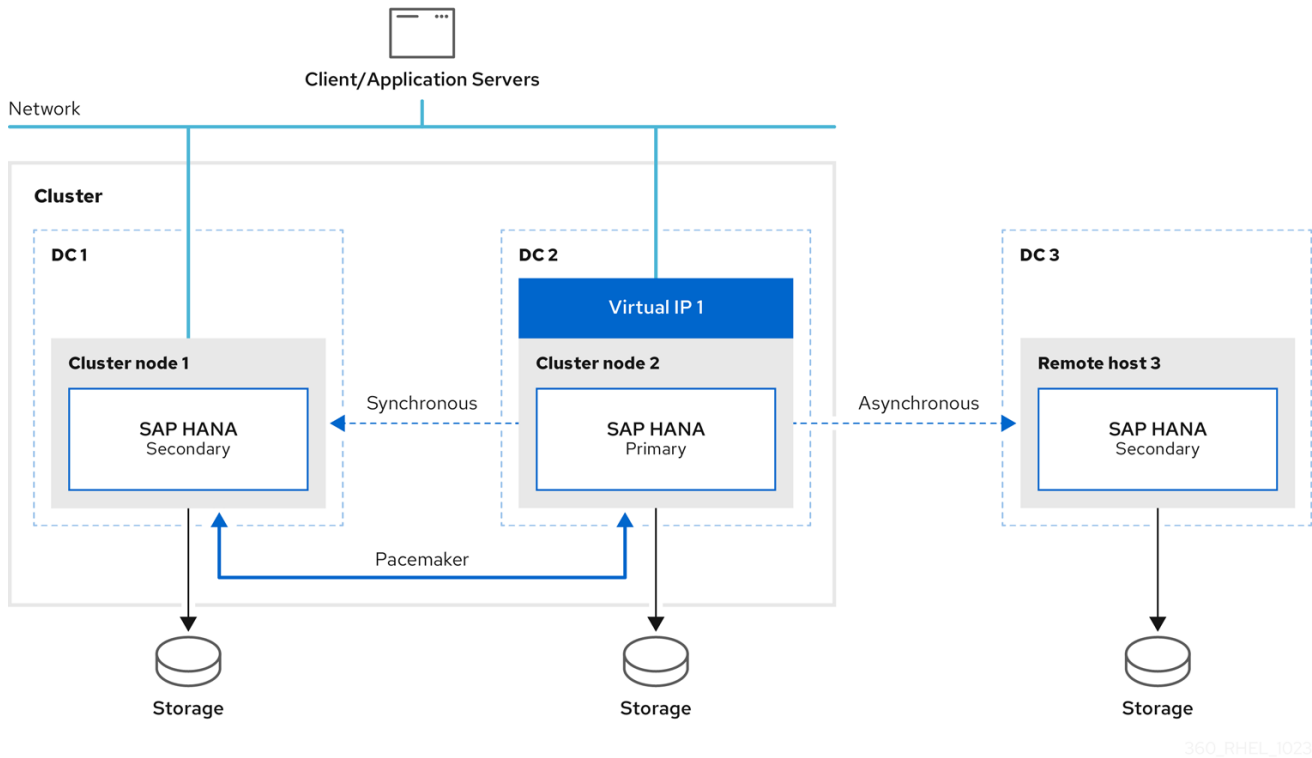 Client/Application Servers
Network
Cluster
DC 1
DC 2
DC 3
Virtual IP 1
Cluster node 1
Cluster node 2
Remote host 3
Synchronous
Asynchronous
SAP HANA
Secondary
SAP HANA
Primary
SAP HANA
Secondary
Pacemaker
Storage
Storage
Storage
360_RHEL_1023